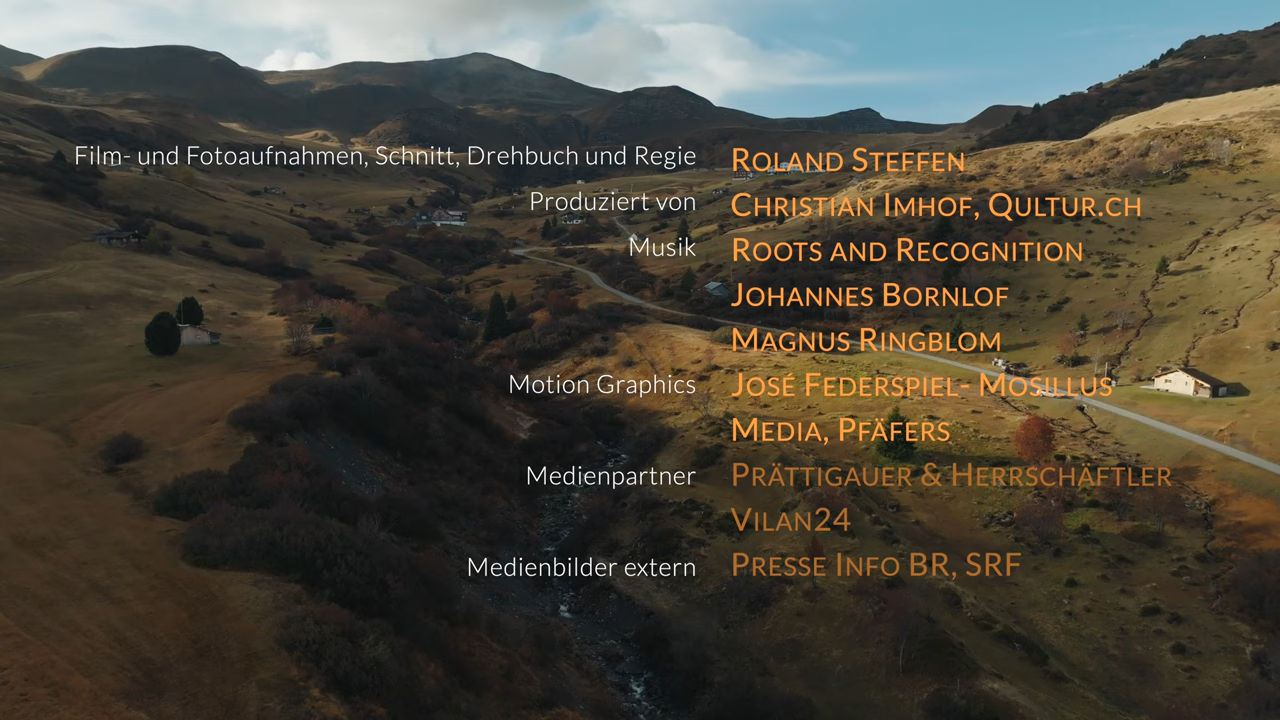 Film- und Fotoaufnahmen, Schnitt, Drehbuch und Regie Roland Steffen
Produziert von Christian Imhof, Qultur.ch
Musik Roots and Recognition
Johannes Bornlof
Magnus Ringblom
Motion Graphics José Federspiel- Mosillus
Media, Pfäfers
Medienpartner Prättigauer & Herrschäftler
Vilan24
Medienbilder extern Presse Info BR, SRF